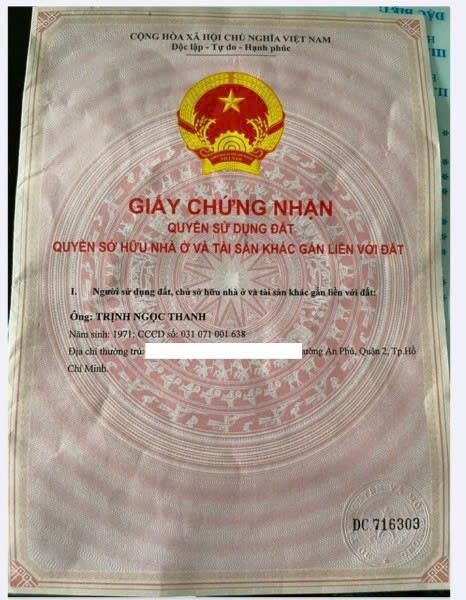 CỘNG HÒA XÃ HỘI CHỦ NGHĨA VIỆT NAM
Độc lập - Tự do - Hạnh phúc
VIỆT NAM
GIẤY CHỨNG NHẬN
QUYỀN SỬ DỤNG ĐẤT
QUYỀN SỞ HỮU NHÀ Ở VÀ TÀI SẢN KHÁC GẮN LIỀN VỚI ĐẤT
I. Người sử dụng đất, chủ sở hữu nhà ở và tài sản khác gắn liền với đất:
Ông: TRỊNH NGỌC THANH
Năm sinh: 1971; CCCD số: 031 071 001 638
Địa chỉ thường trú: ường An Phú, Quận 2, Tp.Hồ
Chí Minh.
DC 716303